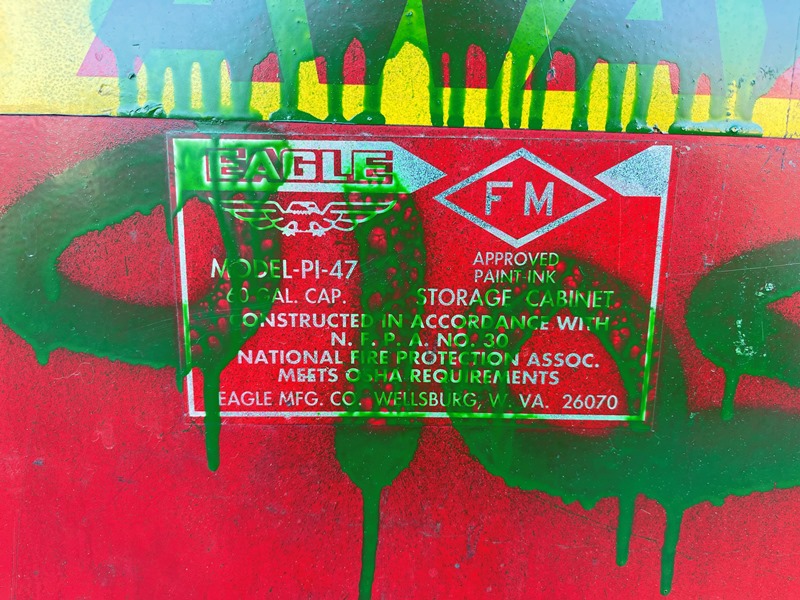 EAGLE
FM
MODEL-PI-47
APPROVED
PAINT-INK
60 GAL. CAP. STORAGE CABINET
CONSTRUCTED IN ACCORDANCE WITH
N. F. P. A. NO. 30
NATIONAL FIRE PROTECTION ASSOC.
MEETS OSHA REQUIREMENTS
EAGLE MFG. CO. WELLSBURG, W. VA. 26070